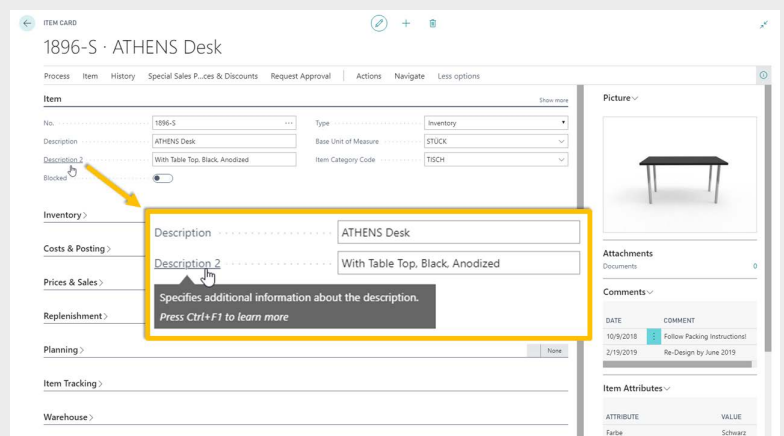 ITEM CARD
1896-S · ATHENS Desk
Process Item History Special Sales P...ces & Discounts Request Approval Actions Navigate Less options
Item
Show more
No. 1896-S
Description ATHENS Desk
Description 2 With Table Top, Black, Anodized
Blocked
Type Inventory
Base Unit of Measure STÜCK
Item Category Code TISCH
Inventory
Costs & Posting
Prices & Sales
Replenishment
Planning
None
Item Tracking
Warehouse
Description ATHENS Desk
Description 2 With Table Top, Black, Anodized
Specifies additional information about the description.
Press Ctrl+F1 to learn more
Picture
Attachments
Documents 0
Comments
DATE COMMENT
10/9/2018 Follow Packing Instructions!
2/19/2019 Re-Design by June 2019
Item Attributes
ATTRIBUTE VALUE
Farbe Schwarz